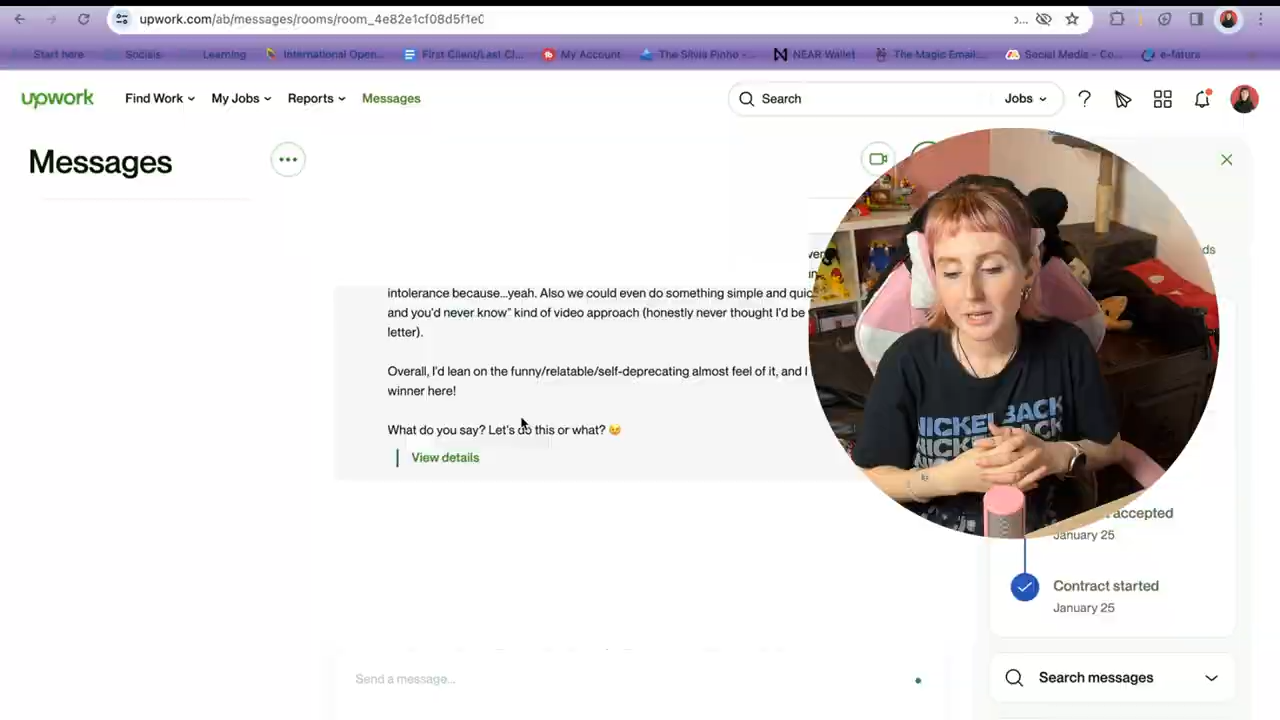 upwork.com/ab/messages/rooms/room_4e82e1cf08d5f1e0
Start here Socials Learning International Open... First Client/Last Cl... My Account The Silvia Pinho -... NEAR Wallet The Magic Email:... Social Media - Co... e-fatura
upwork Find Work My Jobs Reports Messages Search Jobs
Messages
intolerance because...yeah. Also we could even do something simple and quic
and you'd never know" kind of video approach (honestly never thought I'd be
letter).
Overall, I'd lean on the funny/relatable/self-deprecating almost feel of it, and I
winner here!
What do you say? Let's do this or what?
View details
NICKELBACK
NICKELBACK
accepted
January 25
Contract started
January 25
Send a message...
Search messages